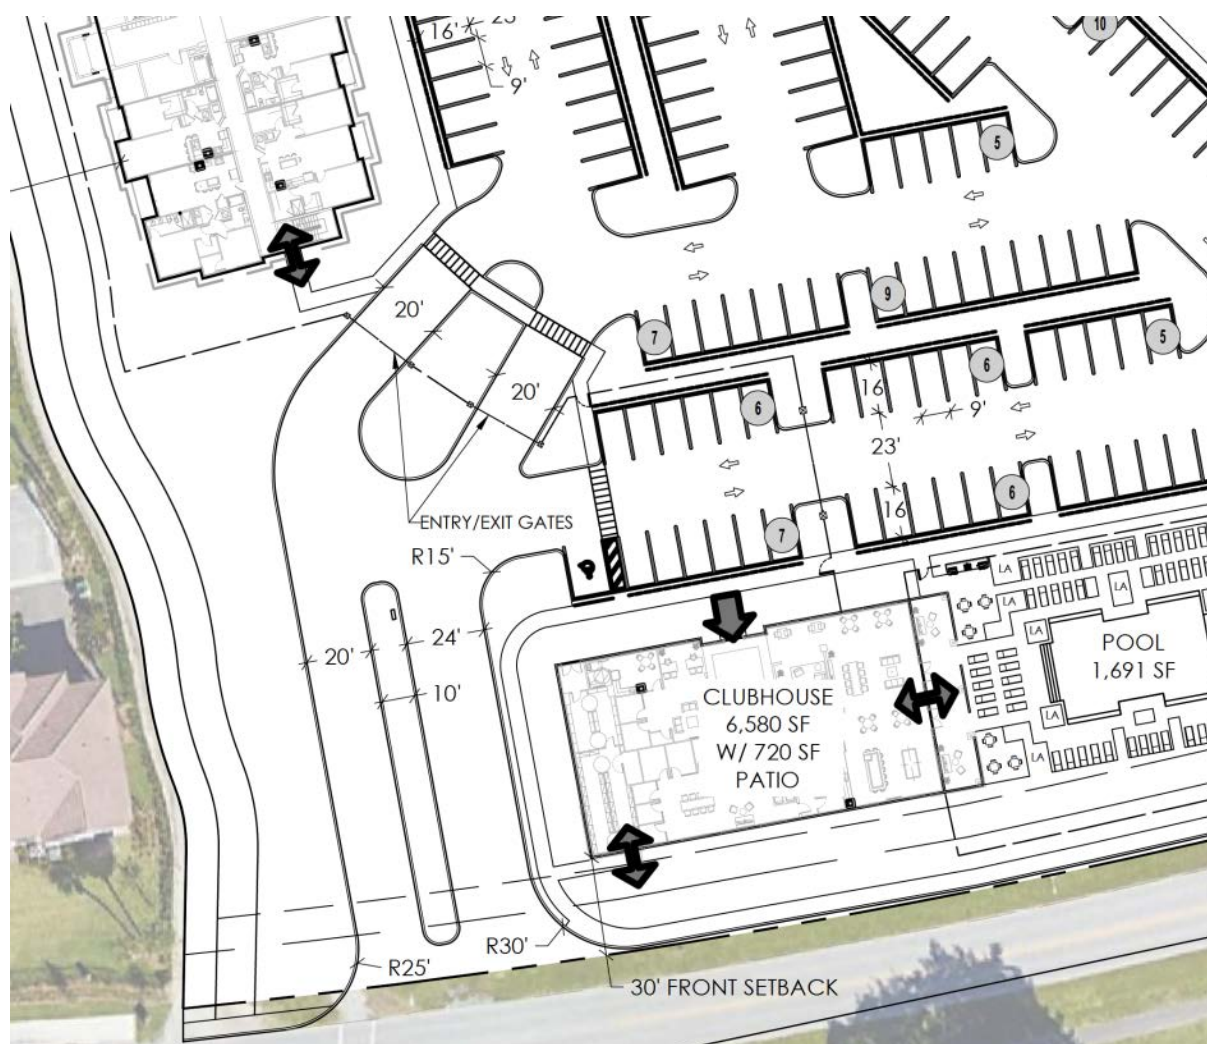 25'
16'
9'
10
5
20'
9
7
5
20'
6
16'
6
9'
23'
6
16'
7
ENTRY/EXIT GATES
R15'
LA
LA
LA
LA
24'
20'
10'
POOL
1,691 SF
CLUBHOUSE
6,580 SF
W/ 720 SF
PATIO
LA
LA
R30'
R25'
30' FRONT SETBACK